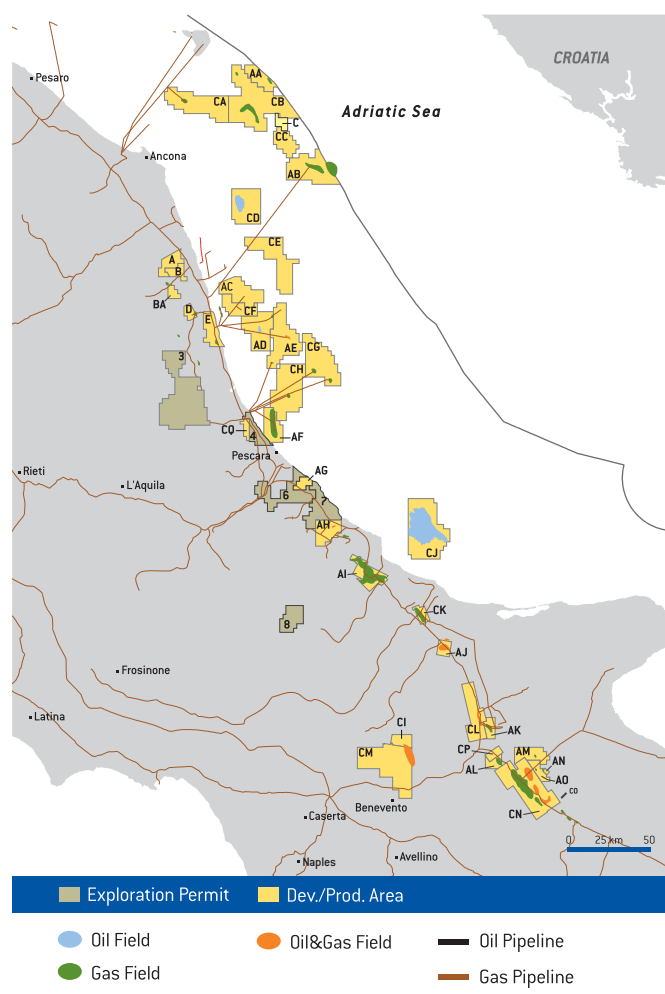 CROATIA
AA
Pesaro
CA
CB
Adriatic Sea
C
CC
Ancona
AB
CD
CE
A
B
AC
BA
D
CF
E
AD
AE
CG
3
CH
CQ
4
AF
Pescara
Rieti
AG
L'Aquila
6
7
AH
CJ
AI
CK
8
AJ
Frosinone
Latina
CI
CL
AK
CM
CP
AM
AL
AN
AO
CO
Benevento
CN
Caserta
0 25 km 50
Naples
Avellino
Exploration Permit
Dev./Prod. Area
Oil Field
Oil&Gas Field
Oil Pipeline
Gas Field
Gas Pipeline